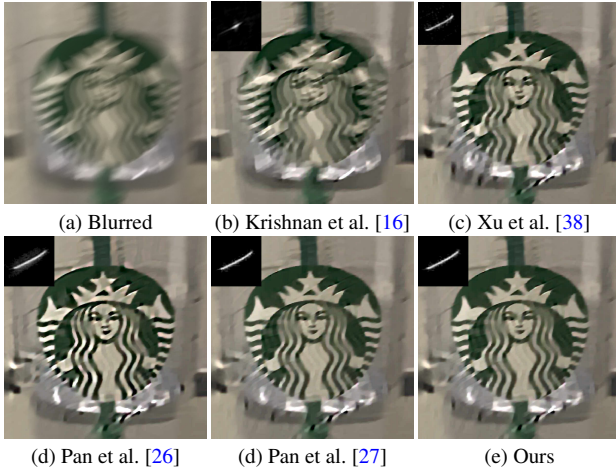 (a) Blurred
(b) Krishnan et al. [16]
(c) Xu et al. [38]
(d) Pan et al. [26]
(d) Pan et al. [27]
(e) Ours